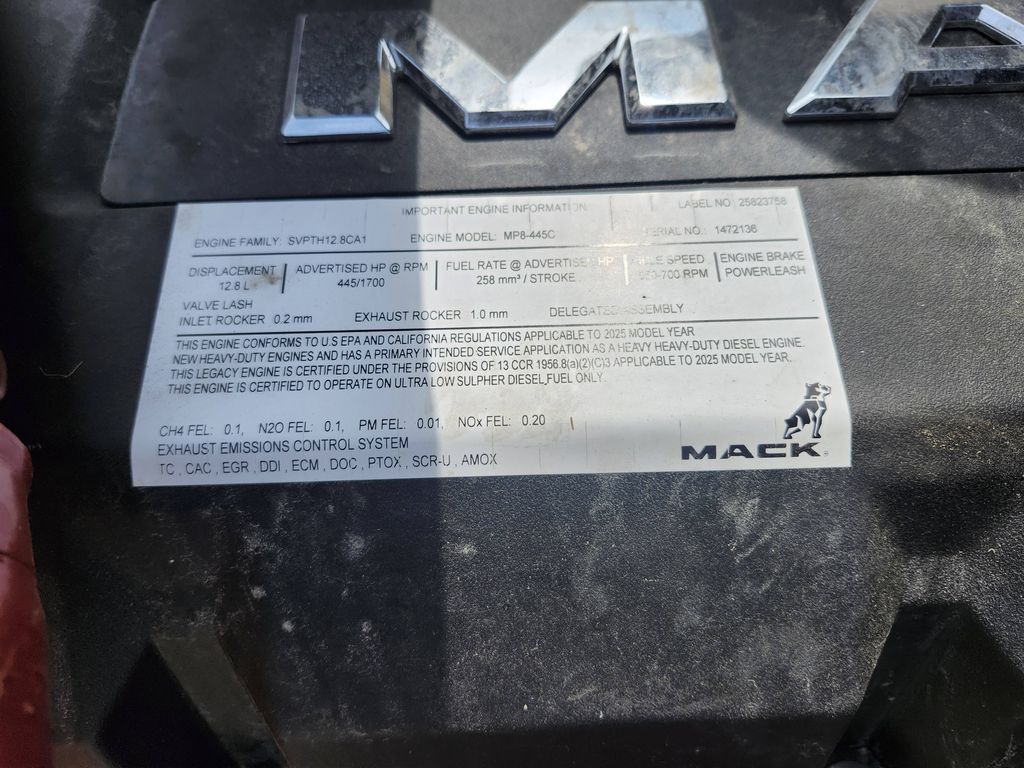 MA
IMPORTANT ENGINE INFORMATION
LABEL NO: 25823758
ENGINE FAMILY: SVPTH12.8CA1 ENGINE MODEL: MP8-445C SERIAL NO.: 1472136
DISPLACEMENT ADVERTISED HP @ RPM FUEL RATE @ ADVERTISED HP IDLE SPEED ENGINE BRAKE
12.8 L 445/1700 258 mm³ / STROKE -700 RPM POWERLEASH
VALVE LASH
INLET ROCKER 0.2 mm EXHAUST ROCKER 1.0 mm DELEGATED ASSEMBLY
THIS ENGINE CONFORMS TO U.S EPA AND CALIFORNIA REGULATIONS APPLICABLE TO 2025 MODEL YEAR
NEW HEAVY-DUTY ENGINES AND HAS A PRIMARY INTENDED SERVICE APPLICATION AS A HEAVY HEAVY-DUTY DIESEL ENGINE.
THIS LEGACY ENGINE IS CERTIFIED UNDER THE PROVISIONS OF 13 CCR 1956.8(a)(2)(C)3 APPLICABLE TO 2025 MODEL YEAR.
THIS ENGINE IS CERTIFIED TO OPERATE ON ULTRA LOW SULPHER DIESEL FUEL ONLY.
CH4 FEL: 0.1, N2O FEL: 0.1, PM FEL: 0.01, NOx FEL: 0.20
EXHAUST EMISSIONS CONTROL SYSTEM
TC , CAC , EGR , DDI , ECM , DOC , PTOX , SCR-U , AMOX
MACK